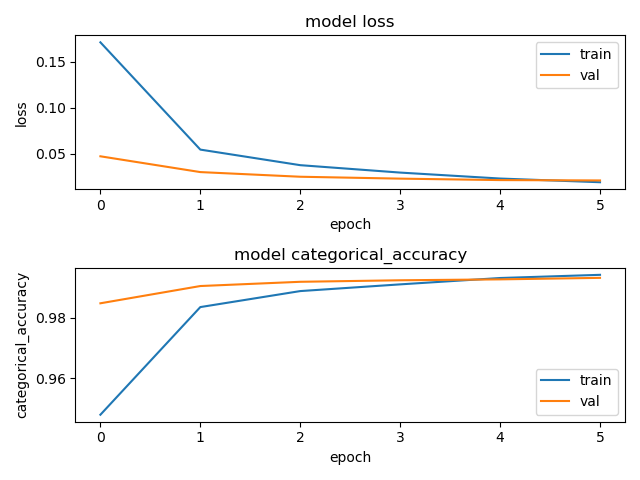 model loss
0.15
0.10
0.05
loss
train
val
0 1 2 3 4 5
epoch
model categorical_accuracy
0.98
0.96
categorical_accuracy
train
val
0 1 2 3 4 5
epoch